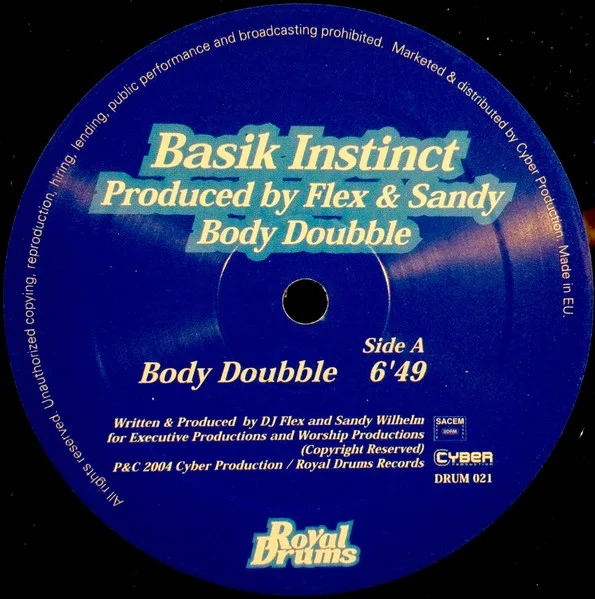 All rights reserved. Unauthorized copying, reproduction, hiring, lending, public performance and broadcasting prohibited. Marketed & distributed by Cyber Production. Made in EU.
Basik Instinct
Produced by Flex & Sandy
Body Doubble
Side A
Body Doubble 6'49
Written & Produced by DJ Flex and Sandy Wilhelm
for Executive Productions and Worship Productions
(Copyright Reserved)
P&C 2004 Cyber Production / Royal Drums Records
SACEM
SDRM
CYBER
PRODUCTION
DRUM 021
Royal
Drums